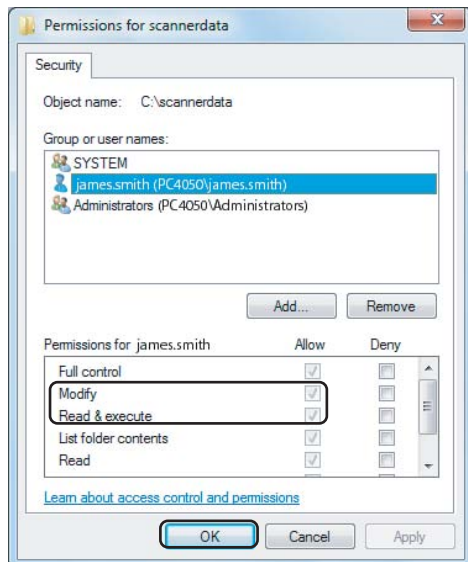 Permissions for scannerdata
Security
Object name: C:\scannerdata
Group or user names:
SYSTEM
james.smith (PC4050\james.smith)
Administrators (PC4050\Administrators)
Add... Remove
Permissions for james.smith Allow Deny
Full control
Modify
Read & execute
List folder contents
Read
Learn about access control and permissions
OK Cancel Apply